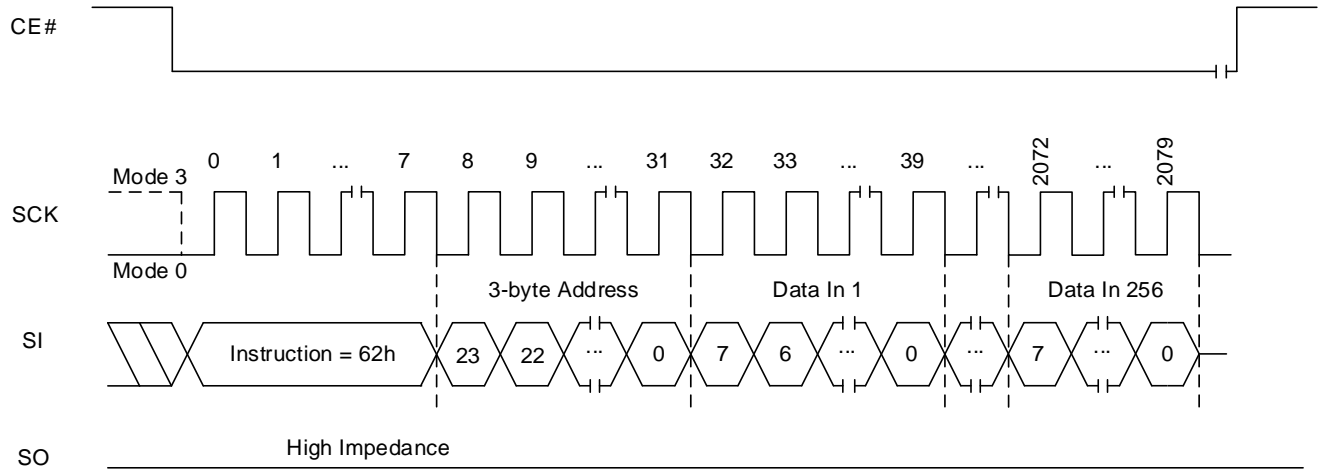 CE#
0 1 ... 7 8 9 ... 31 32 33 ... 39 ... 2072 ... 2079
Mode 3
SCK
Mode 0
3-byte Address Data In 1 Data In 256
SI Instruction = 62h 23 22 ... 0 7 6 ... 0 ... 7 ... 0
High Impedance
SO